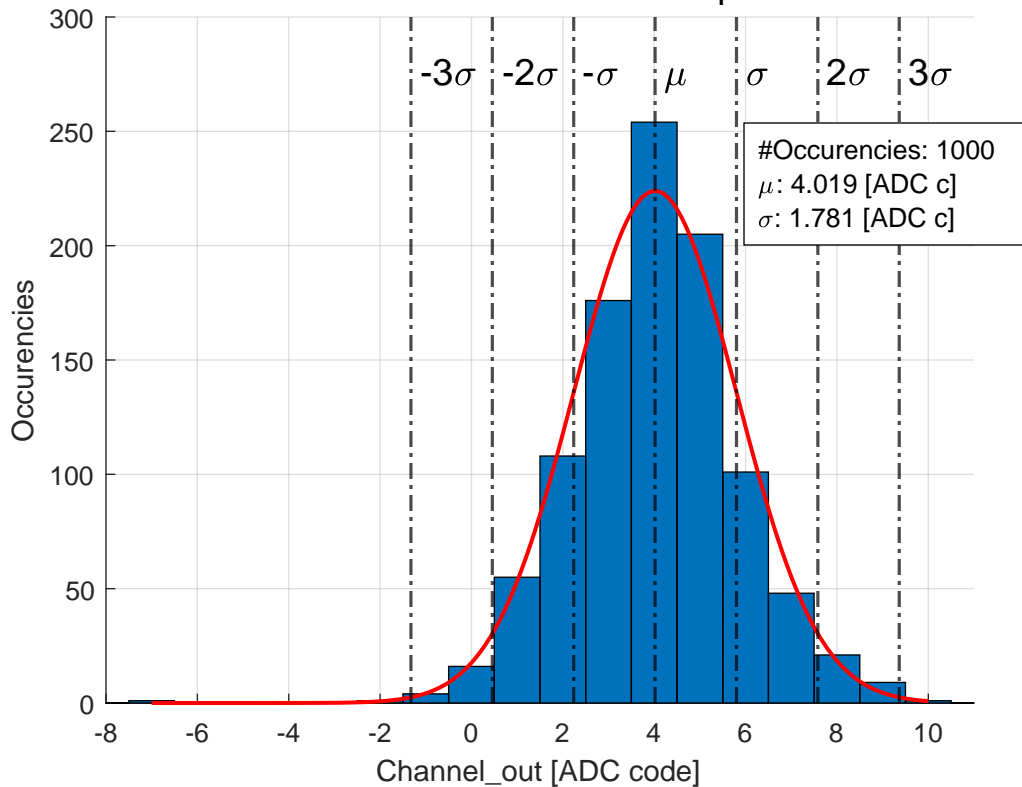 300
250
200
150
100
50
0
Occurencies
-3σ -2σ -σ μ σ 2σ 3σ
#Occurencies: 1000
μ: 4.019 [ADC c]
σ: 1.781 [ADC c]
-8 -6 -4 -2 0 2 4 6 8 10
Channel_out [ADC code]